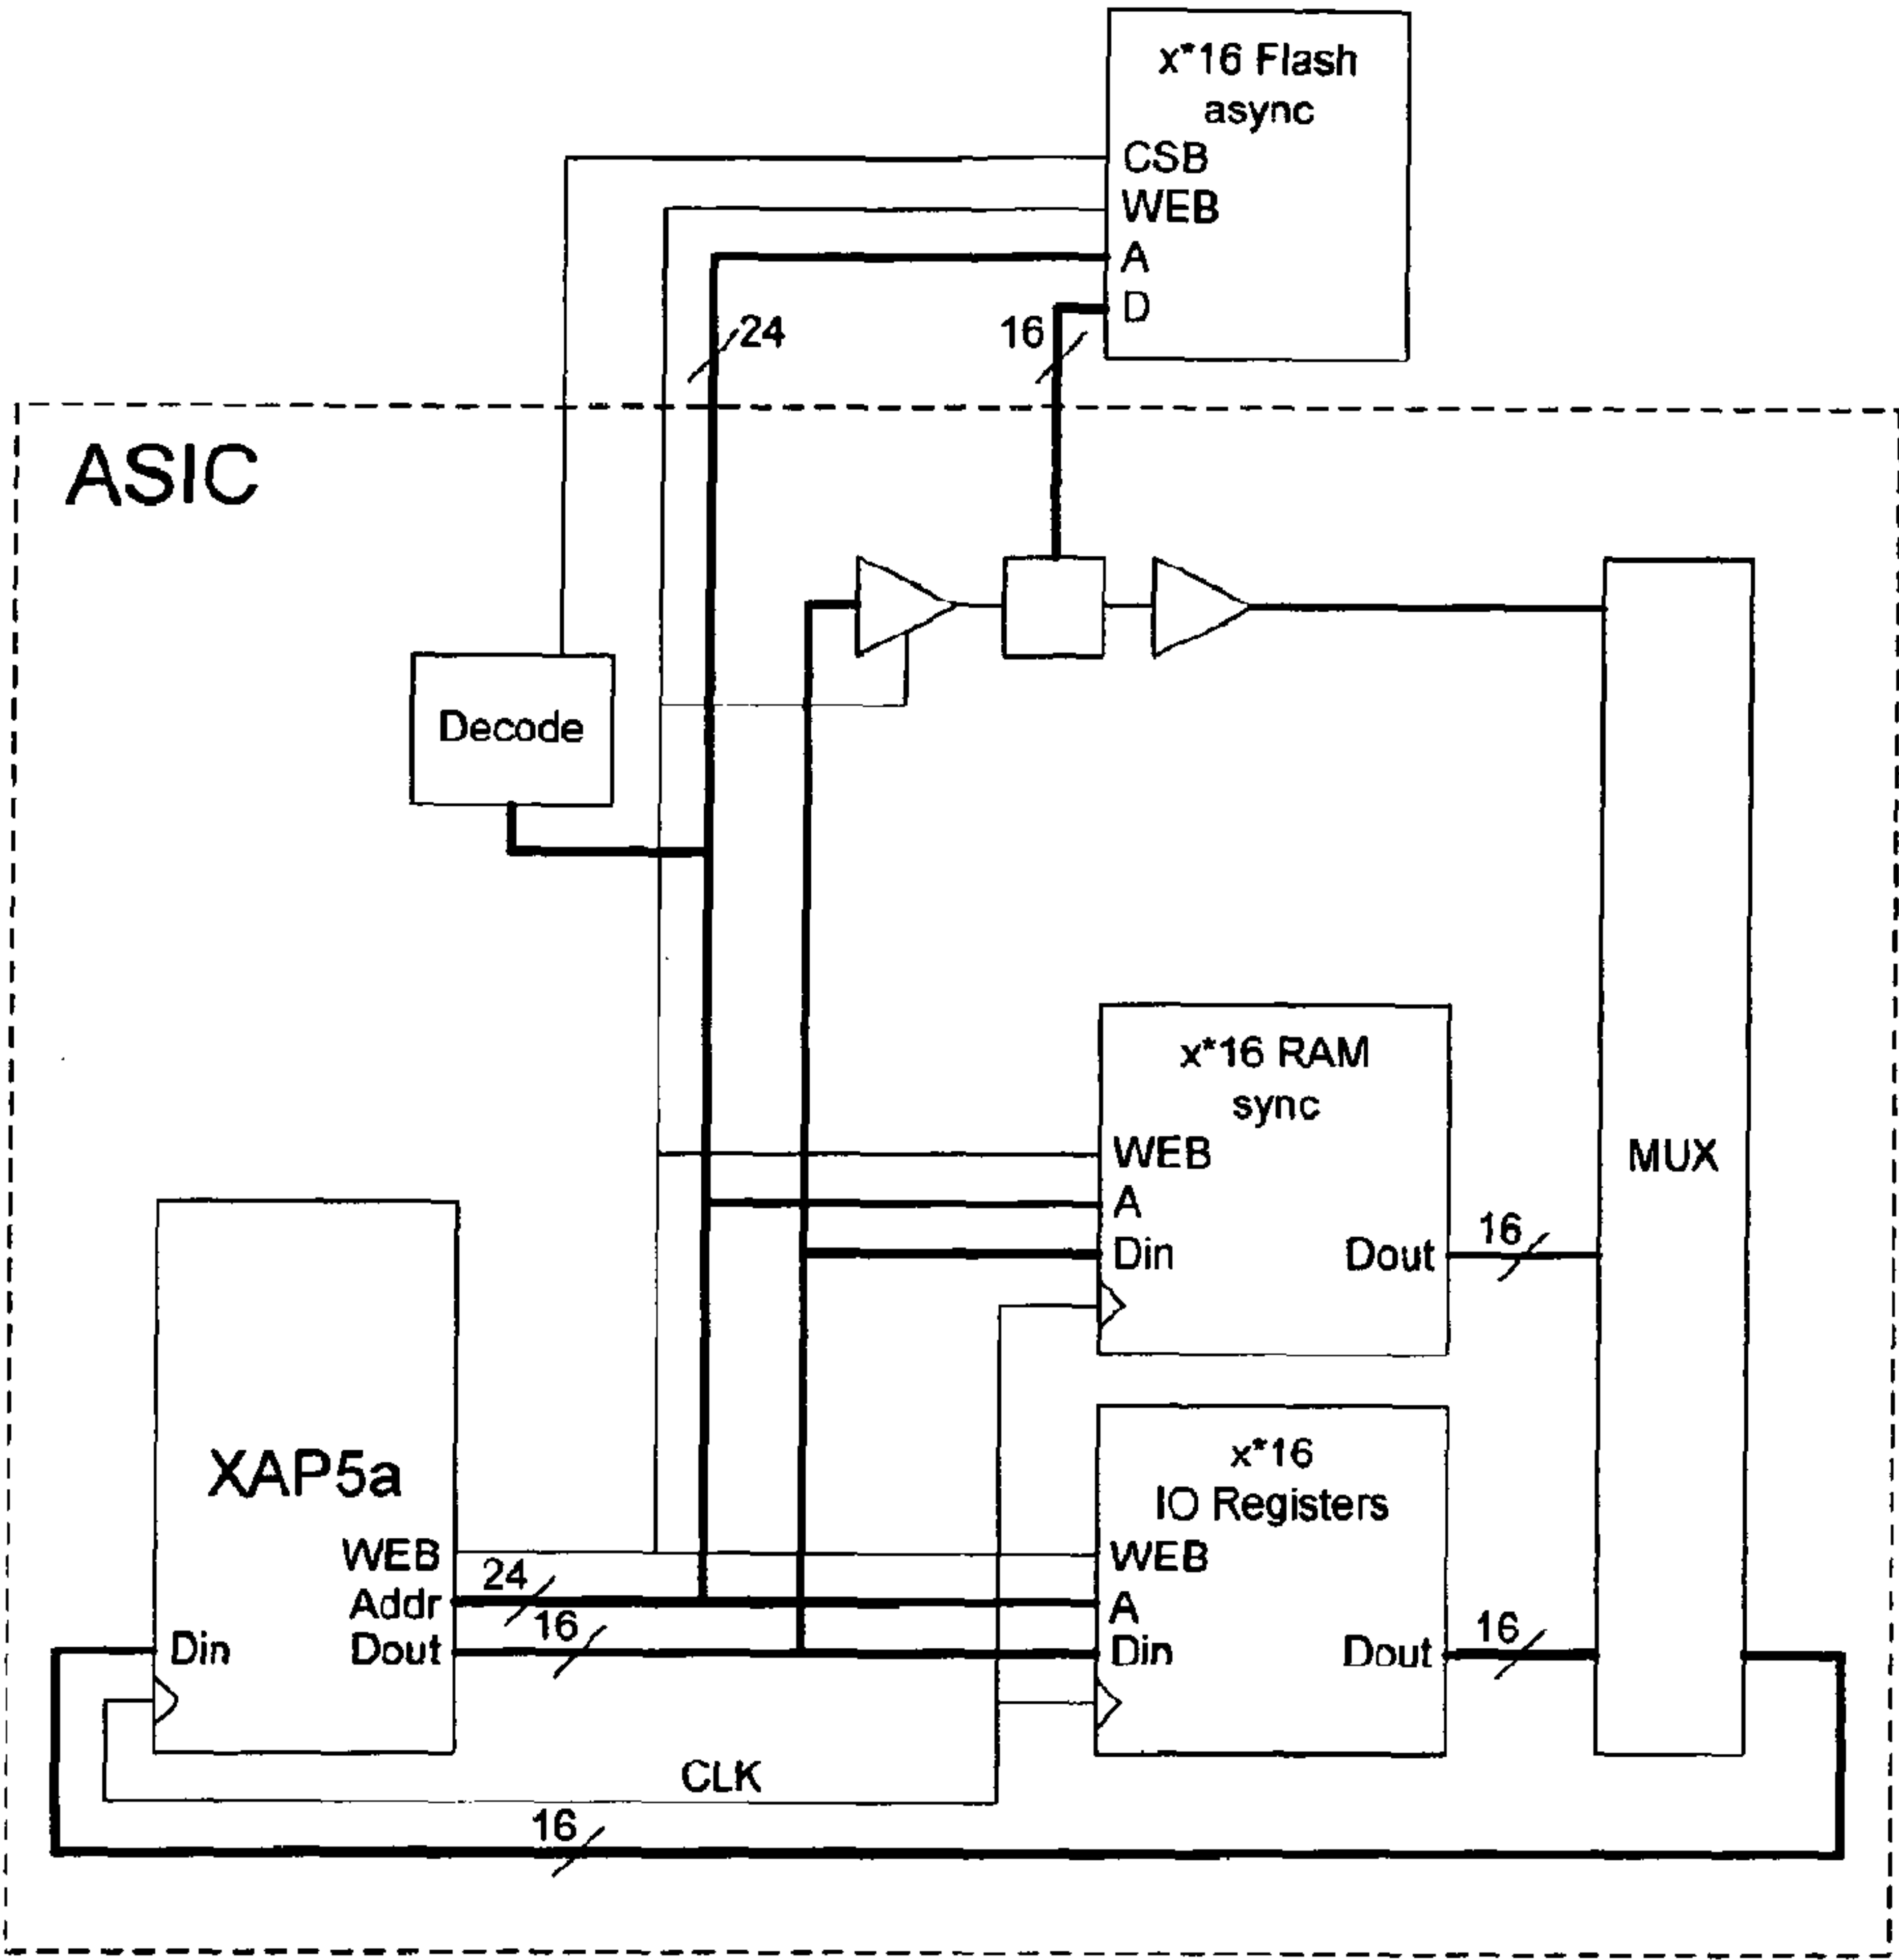 x*16 Flash
async
CSB
WEB
A
D
24
16
ASIC
Decode
x*16 RAM
sync
WEB
A
Din
Dout
16
MUX
XAP5a
WEB
Addr
Dout
Din
24
16
x*16
IO Registers
WEB
A
Din
Dout
16
CLK
16